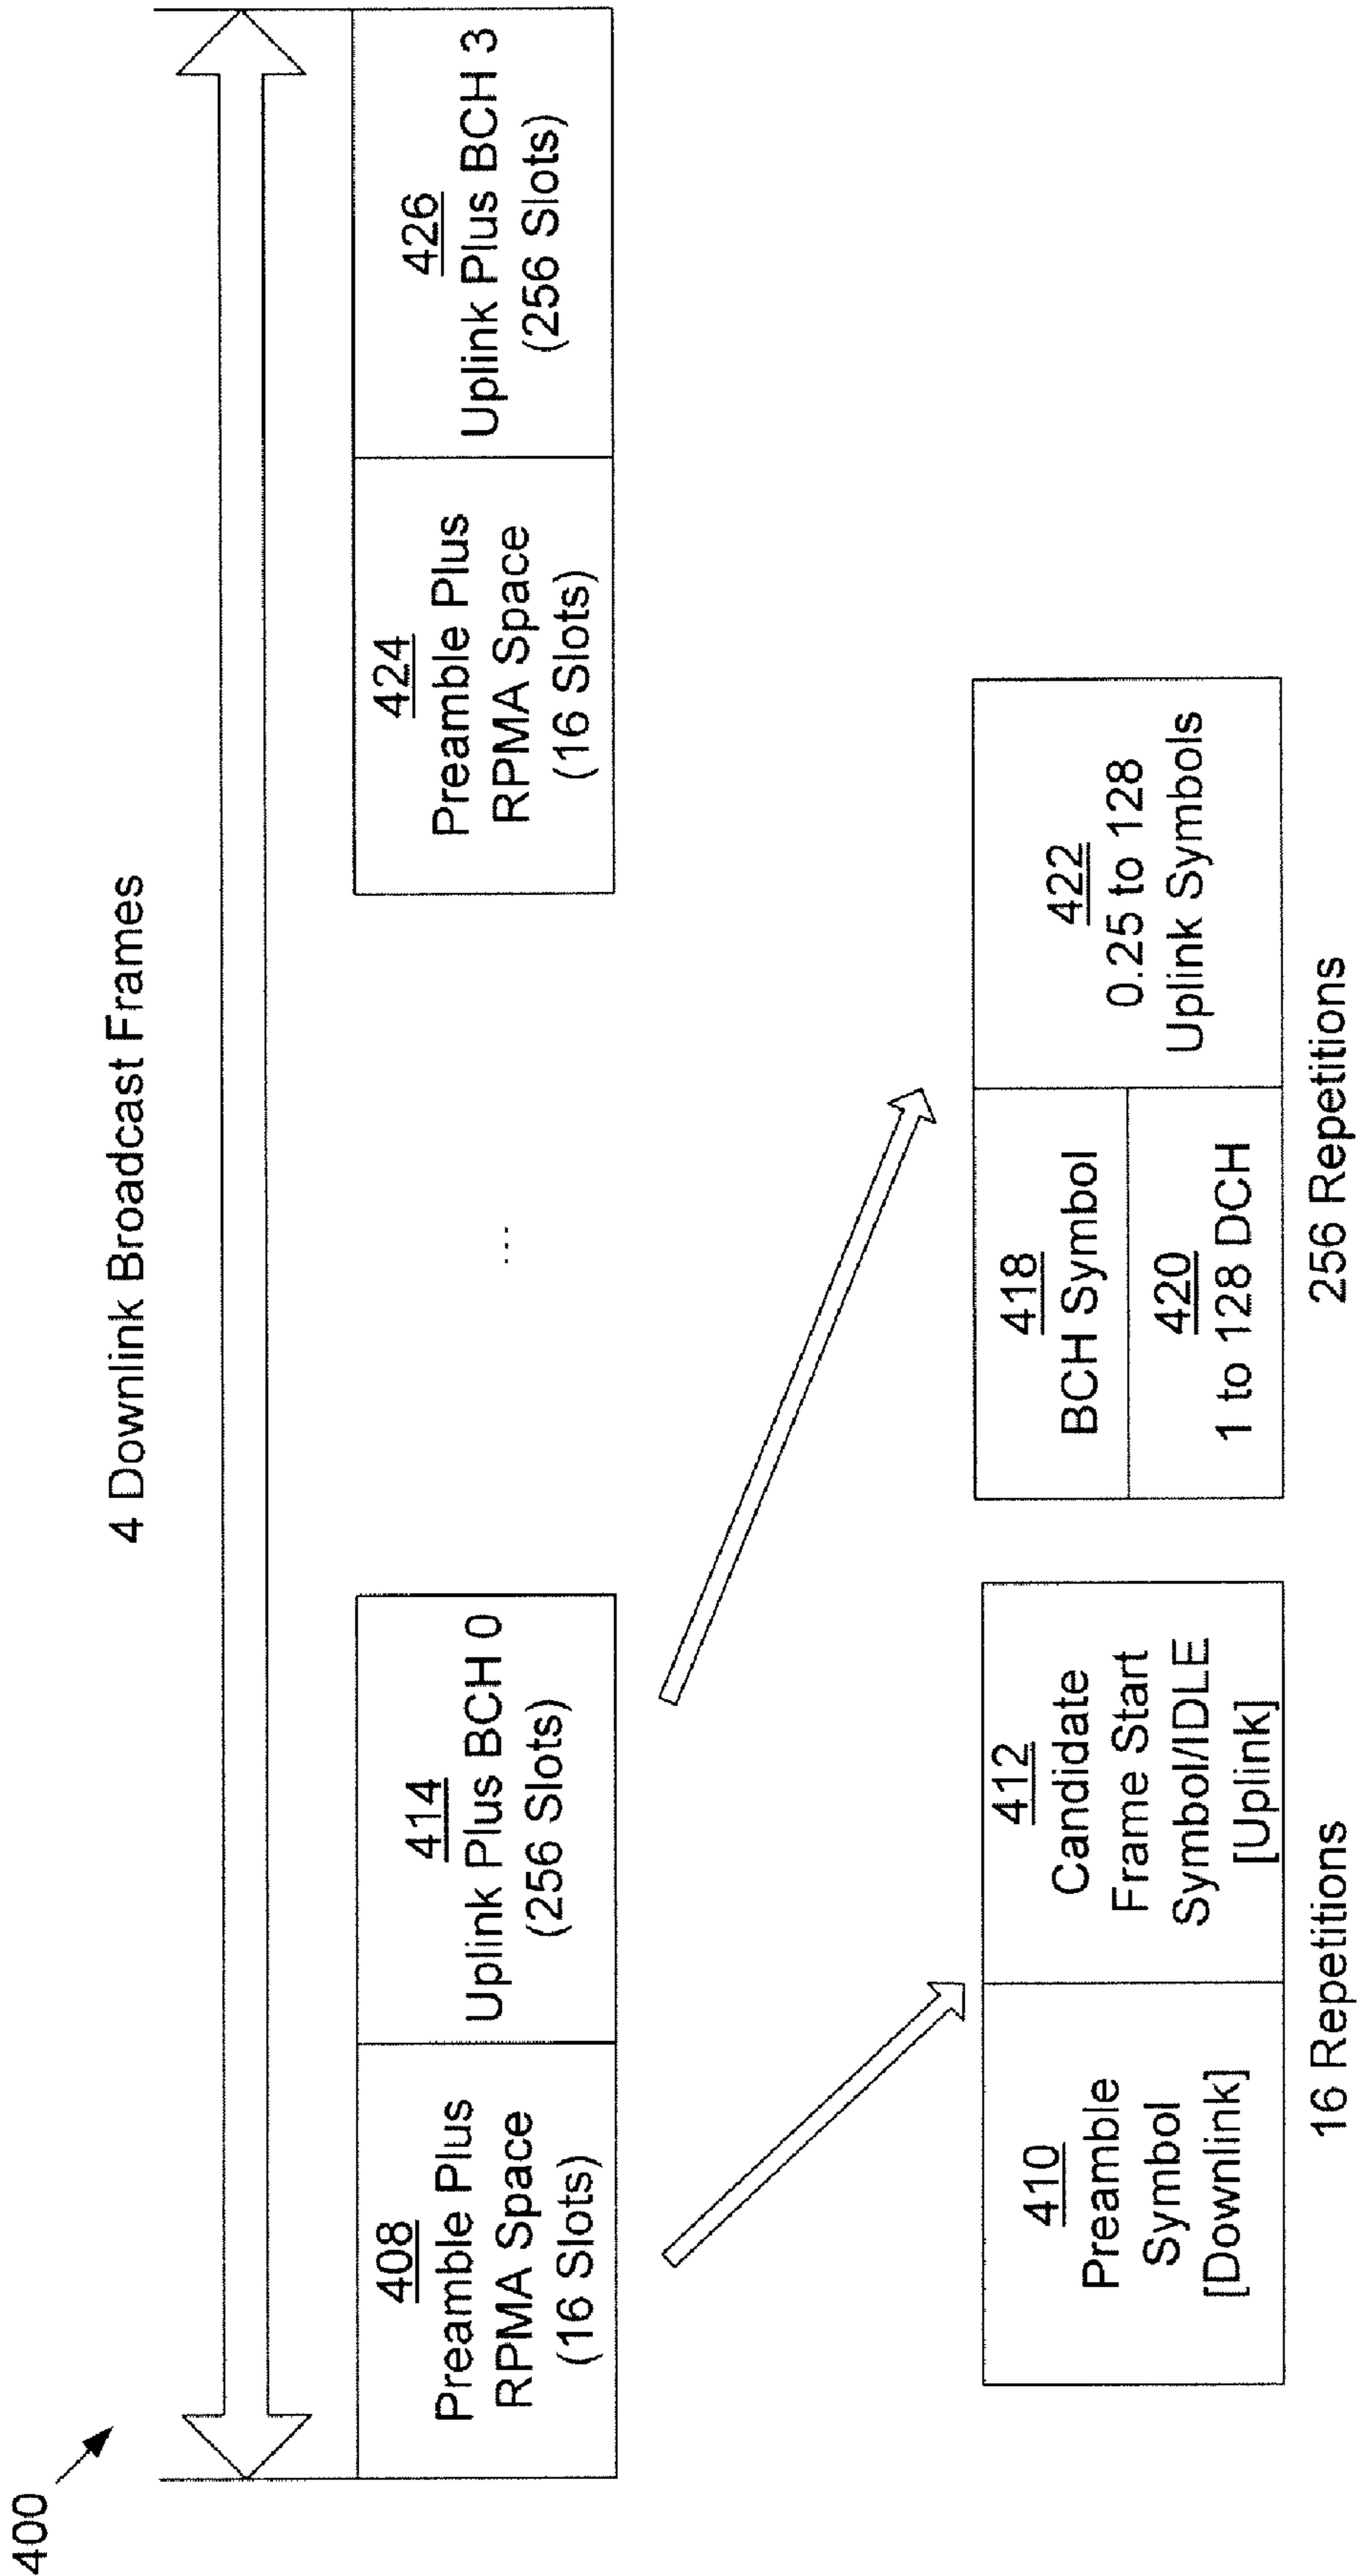 400
4 Downlink Broadcast Frames
408
Preamble Plus
RPMA Space
(16 Slots)
414
Uplink Plus BCH 0
(256 Slots)
...
424
Preamble Plus
RPMA Space
(16 Slots)
426
Uplink Plus BCH 3
(256 Slots)
410
Preamble
Symbol
[Downlink]
412
Candidate
Frame Start
Symbol/IDLE
[Uplink]
16 Repetitions
418
BCH Symbol
420
1 to 128 DCH
422
0.25 to 128
Uplink Symbols
256 Repetitions